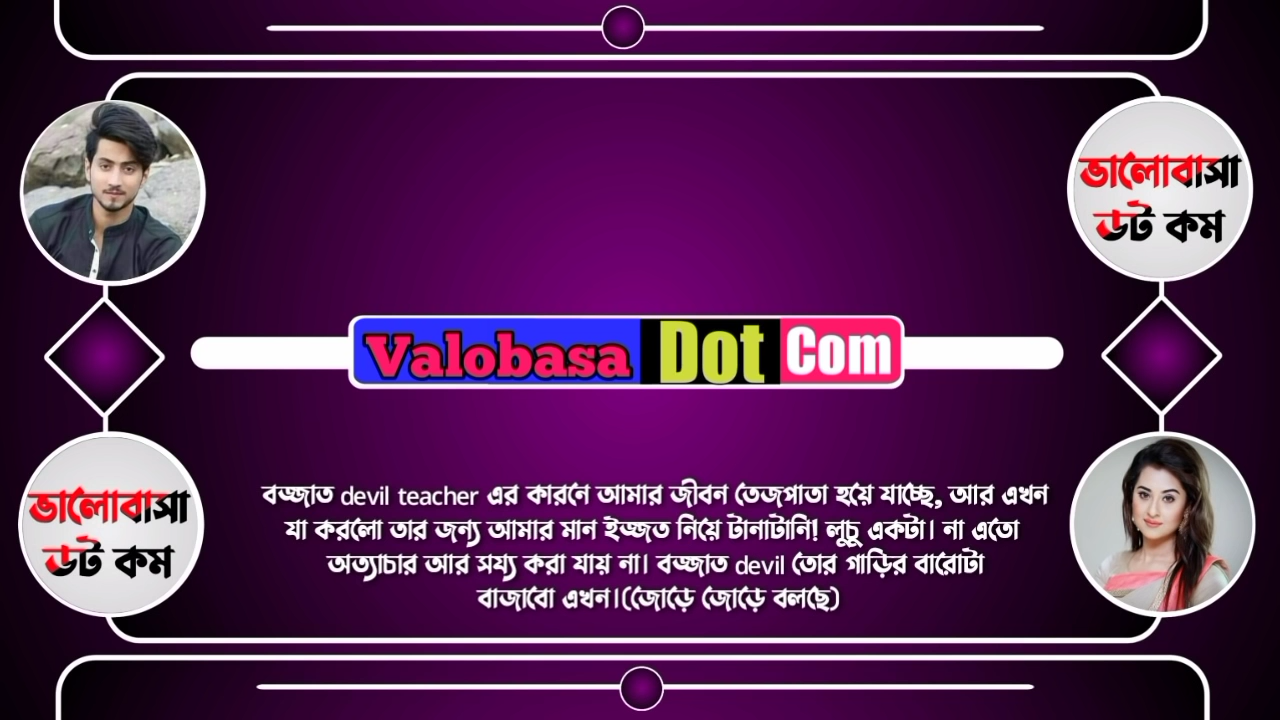 ভালোবাসা
ডট কম
Valobasa Dot Com
ভালোবাসা
ডট কম
বজ্জাত devil teacher এর কারনে আমার জীবন তেজপাতা হয়ে যাচ্ছে, আর এখন
যা করলো তার জন্য আমার মান ইজ্জত নিয়ে টানাটানি! লুচু একটা। না এতো
অত্যাচার আর সয্য করা যায় না। বজ্জাত devil তোর গাড়ির বারোটা
বাজাবো এখন।(জোড়ে জোড়ে বলছে)